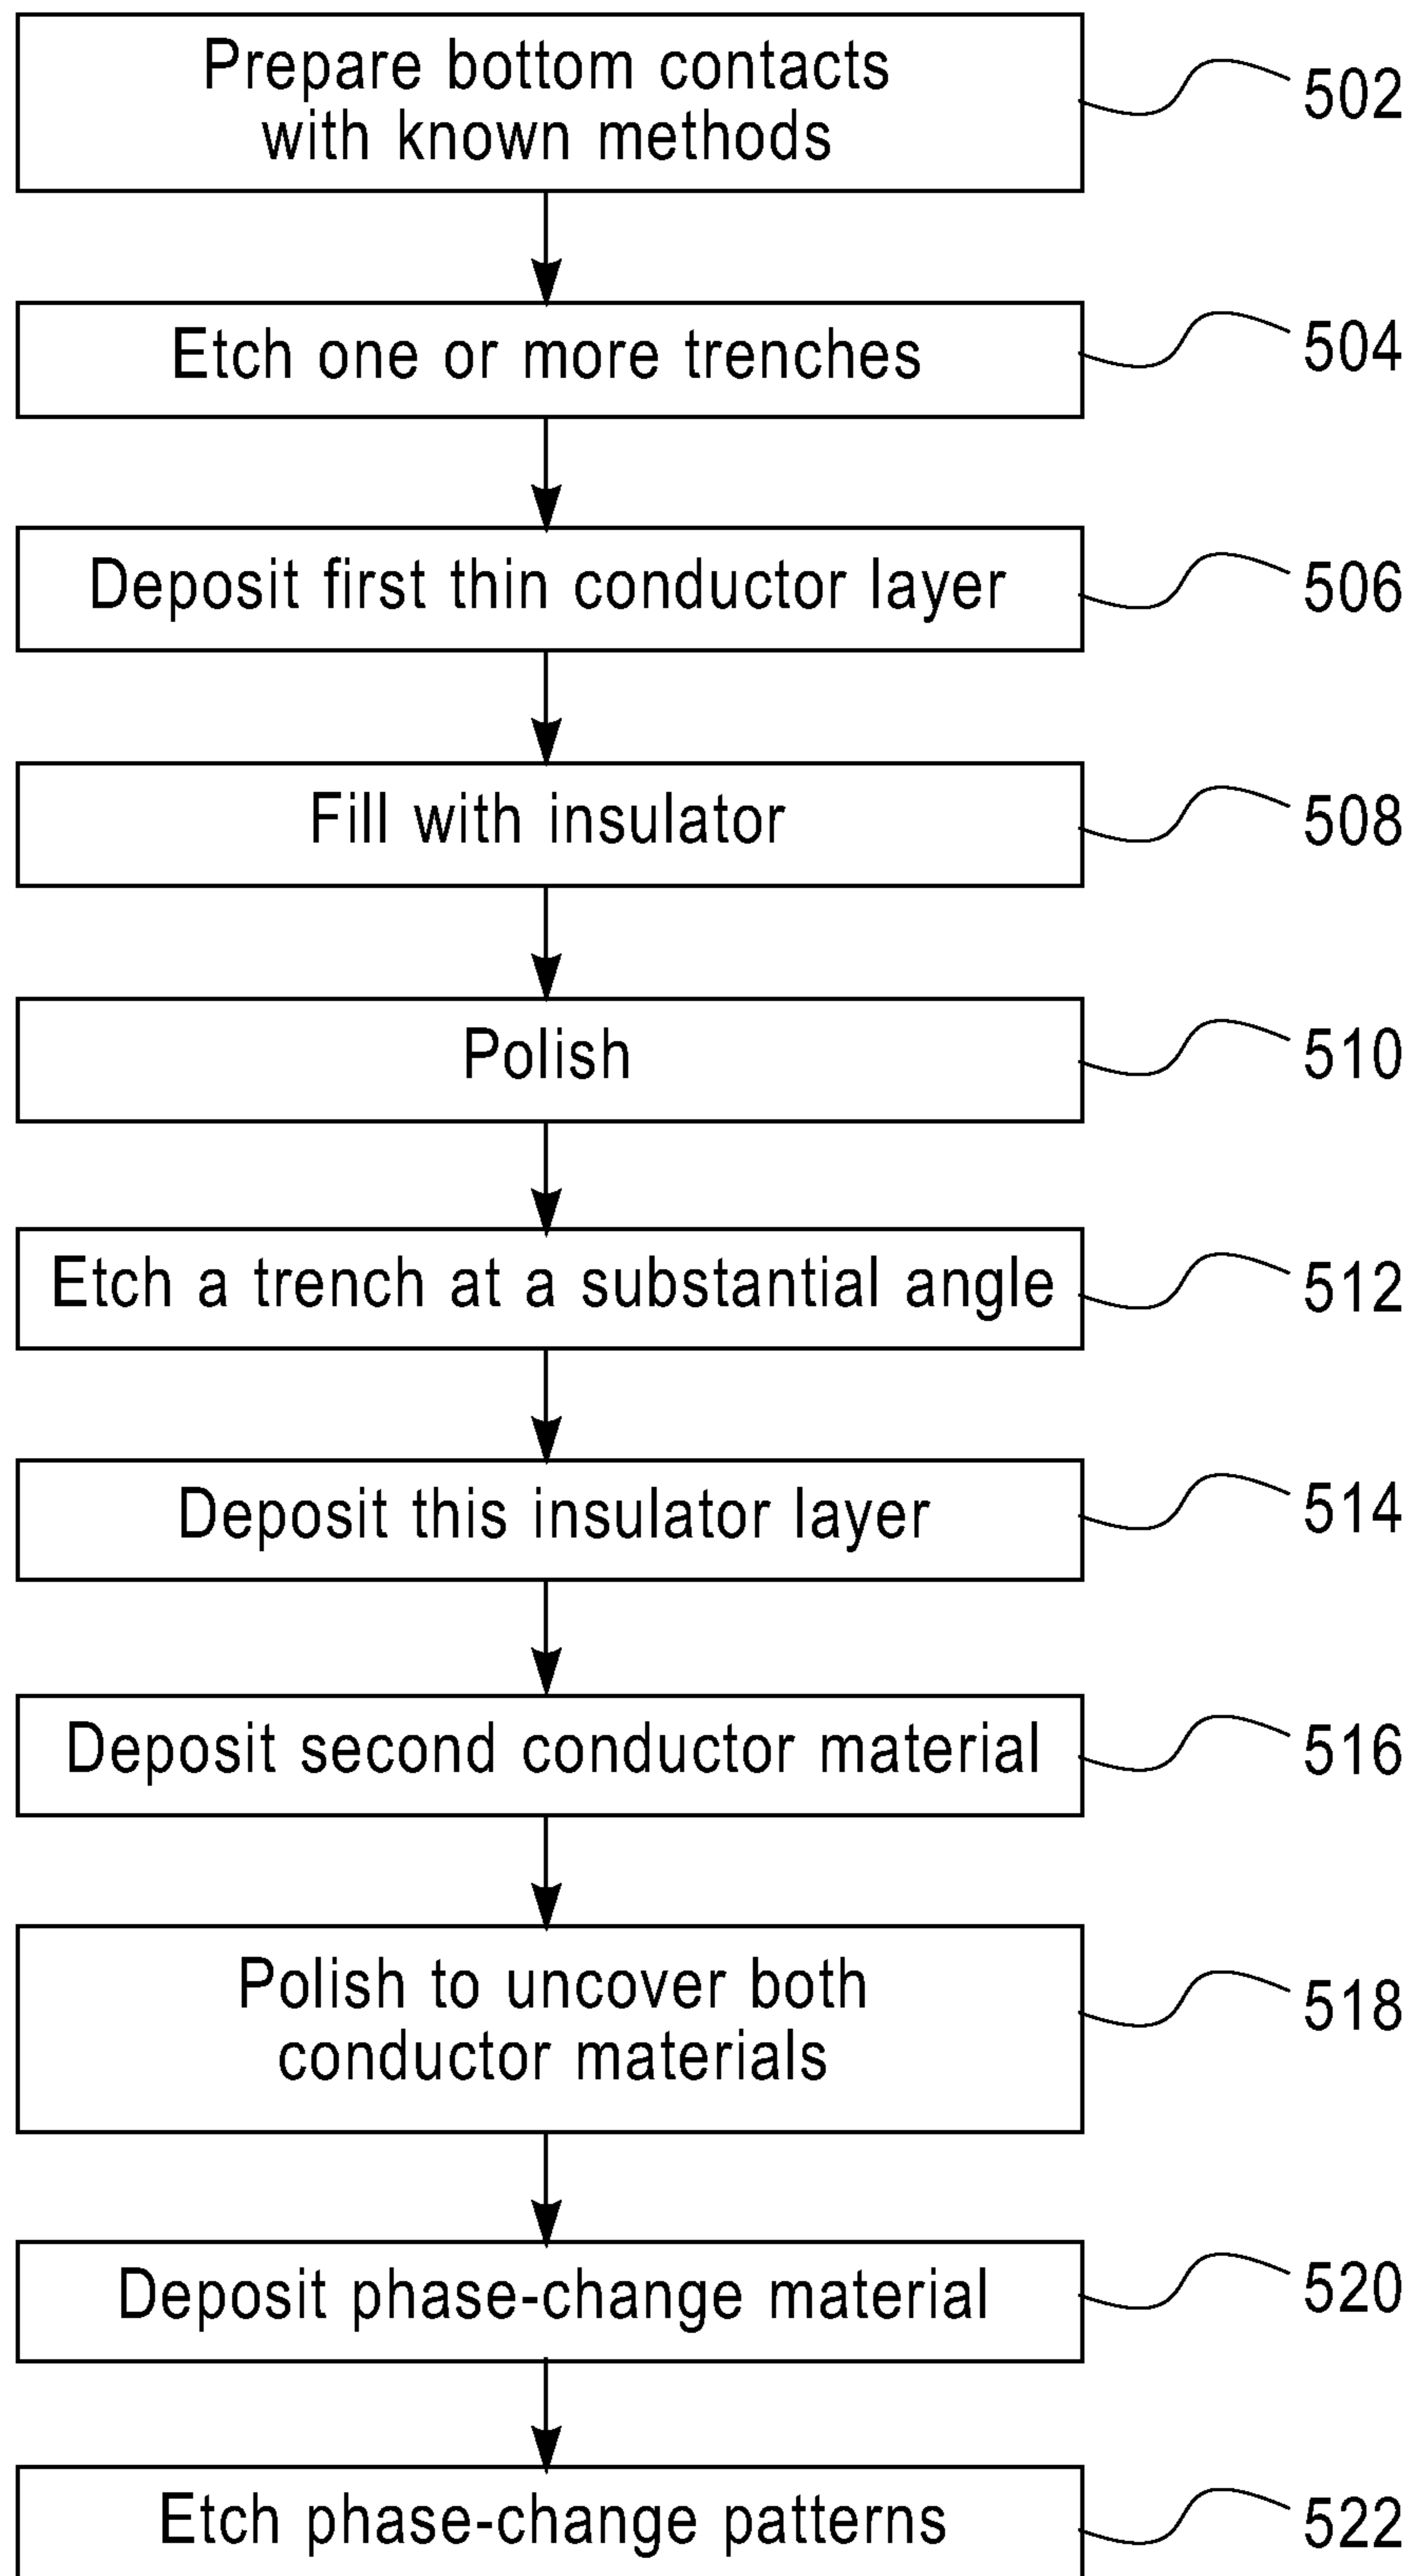 Prepare bottom contacts
with known methods
502
Etch one or more trenches
504
Deposit first thin conductor layer
506
Fill with insulator
508
Polish
510
Etch a trench at a substantial angle
512
Deposit this insulator layer
514
Deposit second conductor material
516
Polish to uncover both
conductor materials
518
Deposit phase-change material
520
Etch phase-change patterns
522